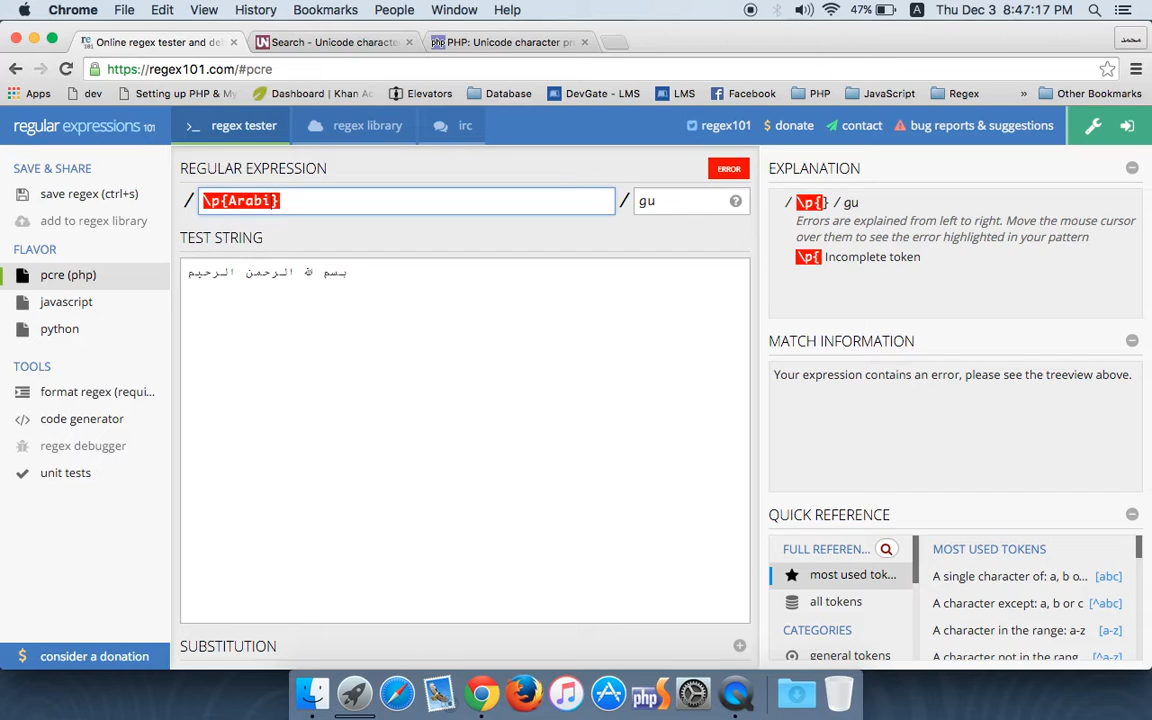 Chrome File Edit View History Bookmarks People Window Help 47% A Thu Dec 3 8:47:17 PM
Online regex tester and de Search - Unicode characte php PHP: Unicode character pr محمد
https://regex101.com/#pcre
Apps dev Setting up PHP & My Dashboard | Khan Ac Elevators Database DevGate - LMS LMS Facebook PHP JavaScript Regex » Other Bookmarks
regular expressions 101 regex tester regex library irc regex101 donate contact bug reports & suggestions
SAVE & SHARE
save regex (ctrl+s)
add to regex library
FLAVOR
pcre (php)
javascript
python
TOOLS
format regex (requi...
code generator
regex debugger
unit tests
consider a donation
REGULAR EXPRESSION ERROR
/ \p{Arabi} / gu
TEST STRING
بسم الله الرحمن الرحيم
SUBSTITUTION
EXPLANATION
/ \p{} / gu
Errors are explained from left to right. Move the mouse cursor
over them to see the error highlighted in your pattern
\p{ Incomplete token
MATCH INFORMATION
Your expression contains an error, please see the treeview above.
QUICK REFERENCE
FULL REFEREN...
most used tok...
all tokens
CATEGORIES
general tokens
MOST USED TOKENS
A single character of: a, b o... [abc]
A character except: a, b or c [^abc]
A character in the range: a-z [a-z]
A character not in the rang... [^a-z]
php